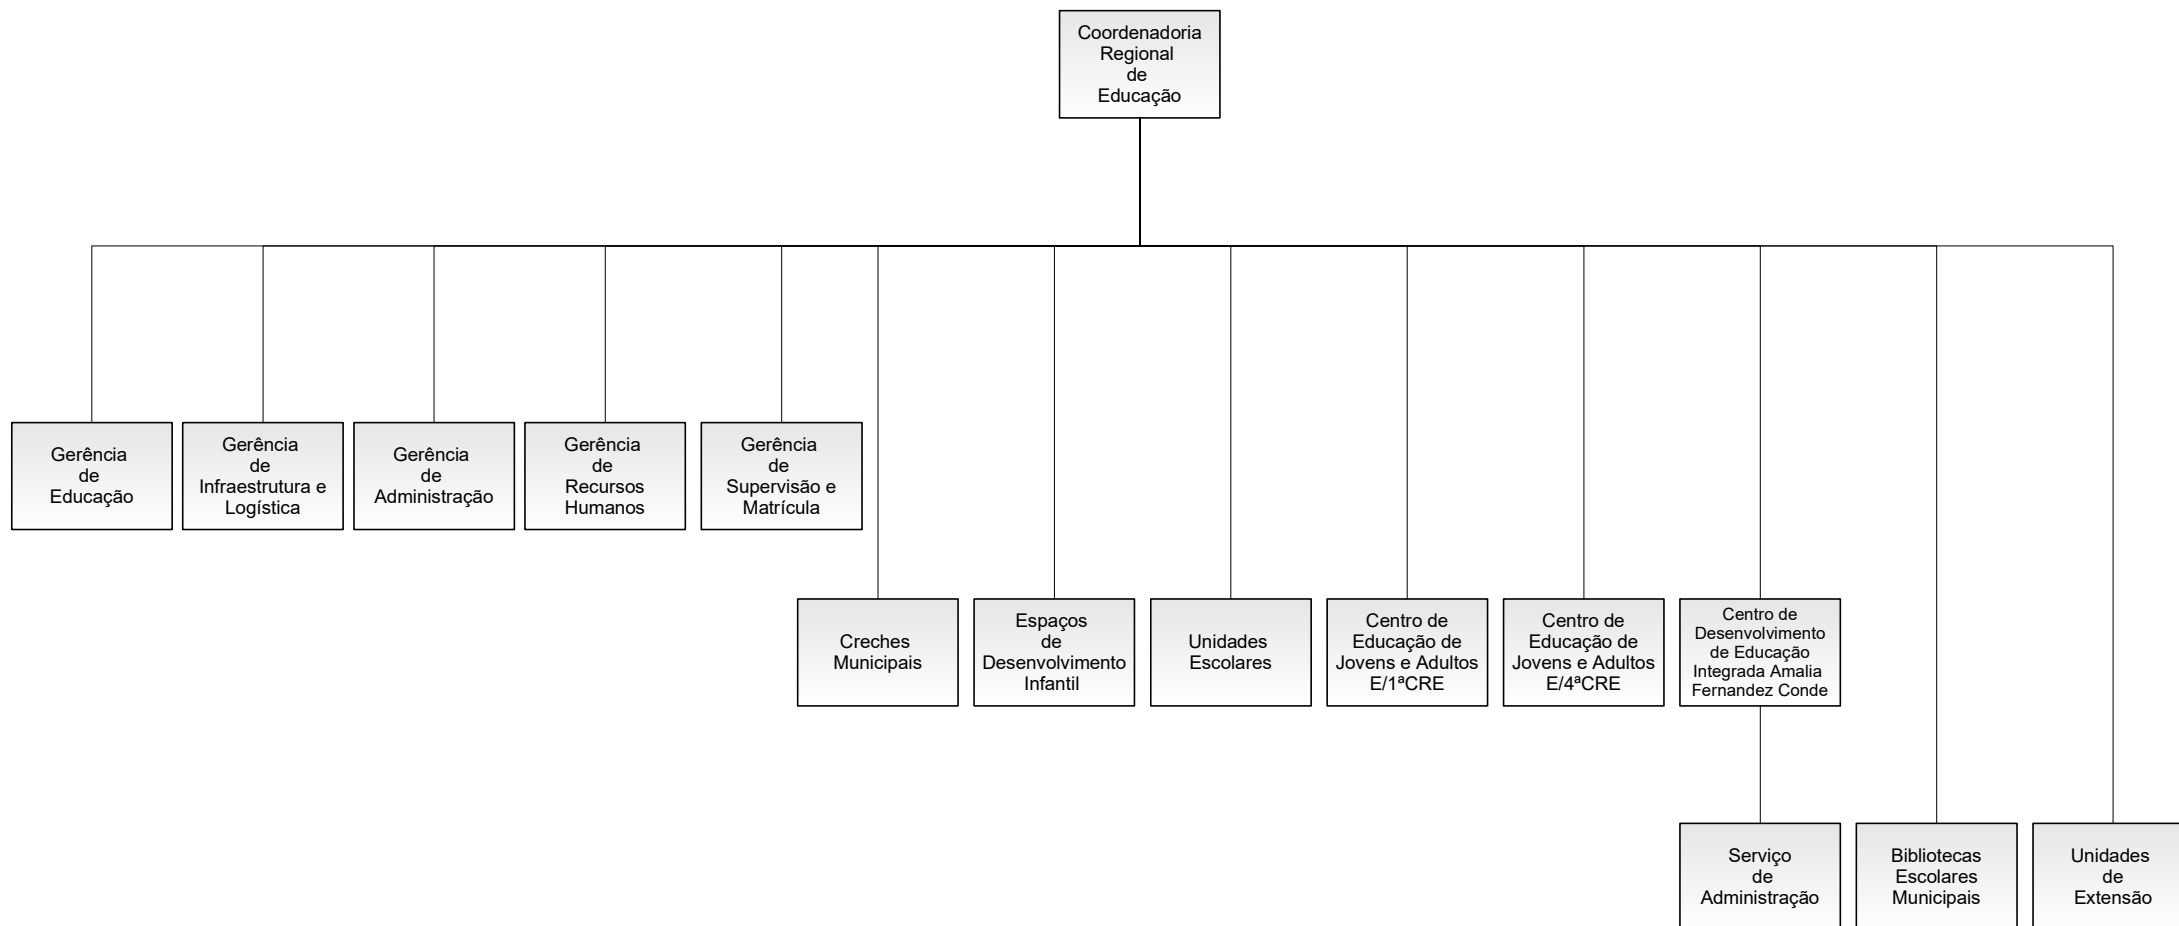 Coordenadoria
Regional
de
Educação
Gerência
de
Educação
Gerência
de
Infraestrutura e
Logística
Gerência
de
Administração
Gerência
de
Recursos
Humanos
Gerência
de
Supervisão e
Matrícula
Creches
Municipais
Espaços
de
Desenvolvimento
Infantil
Unidades
Escolares
Centro de
Educação de
Jovens e Adultos
E/1ªCRE
Centro de
Educação de
Jovens e Adultos
E/4ªCRE
Centro de
Desenvolvimento
de Educação
Integrada Amalia
Fernandez Conde
Serviço
de
Administração
Bibliotecas
Escolares
Municipais
Unidades
de
Extensão